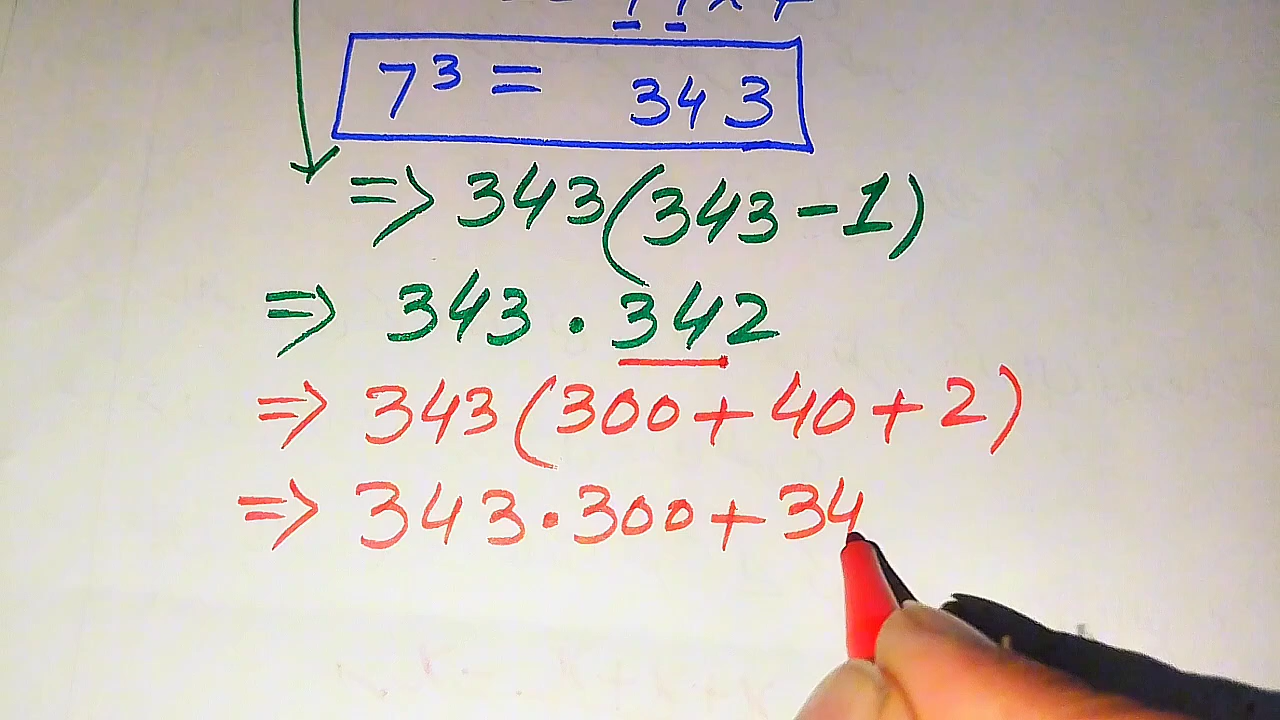 7³ = 343
=> 343(343-1)
=> 343 · 342
=> 343(300+40+2)
=> 343·300+34